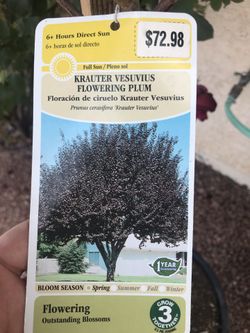 6+ Hours Direct Sun
6+ horas de sol directo
$72.98
Full Sun / Pleno sol
KRAUTER VESUVIUS
FLOWERING PLUM
Floración de ciruelo Krauter Vesuvius
Prunus cerasifera 'Krauter Vesuvius'
1 YEAR
BLOOM SEASON Spring Summer Fall Winter
Flowering
Outstanding Blossoms
GROW
3
TOGETHER